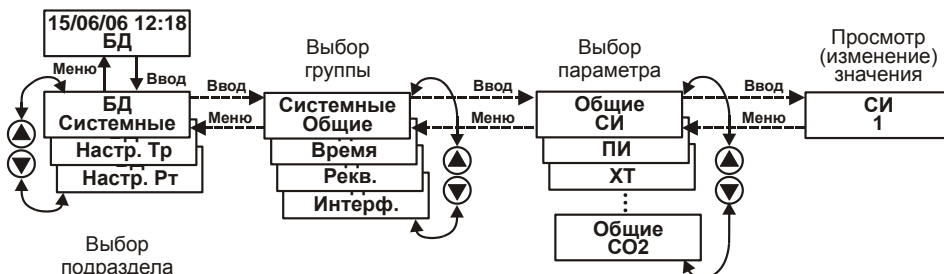 15/06/06 12:18
БД
Меню
Ввод
БД
Системные
Настр. Тр
Настр. Рт
Выбор
подраздела
Ввод
Меню
Выбор
группы
Системные
Общие
Время
Рекв.
Интерф.
Ввод
Меню
Выбор
параметра
Общие
СИ
ПИ
ХТ
Общие
СО2
Ввод
Меню
Просмотр
(изменение)
значения
СИ
1